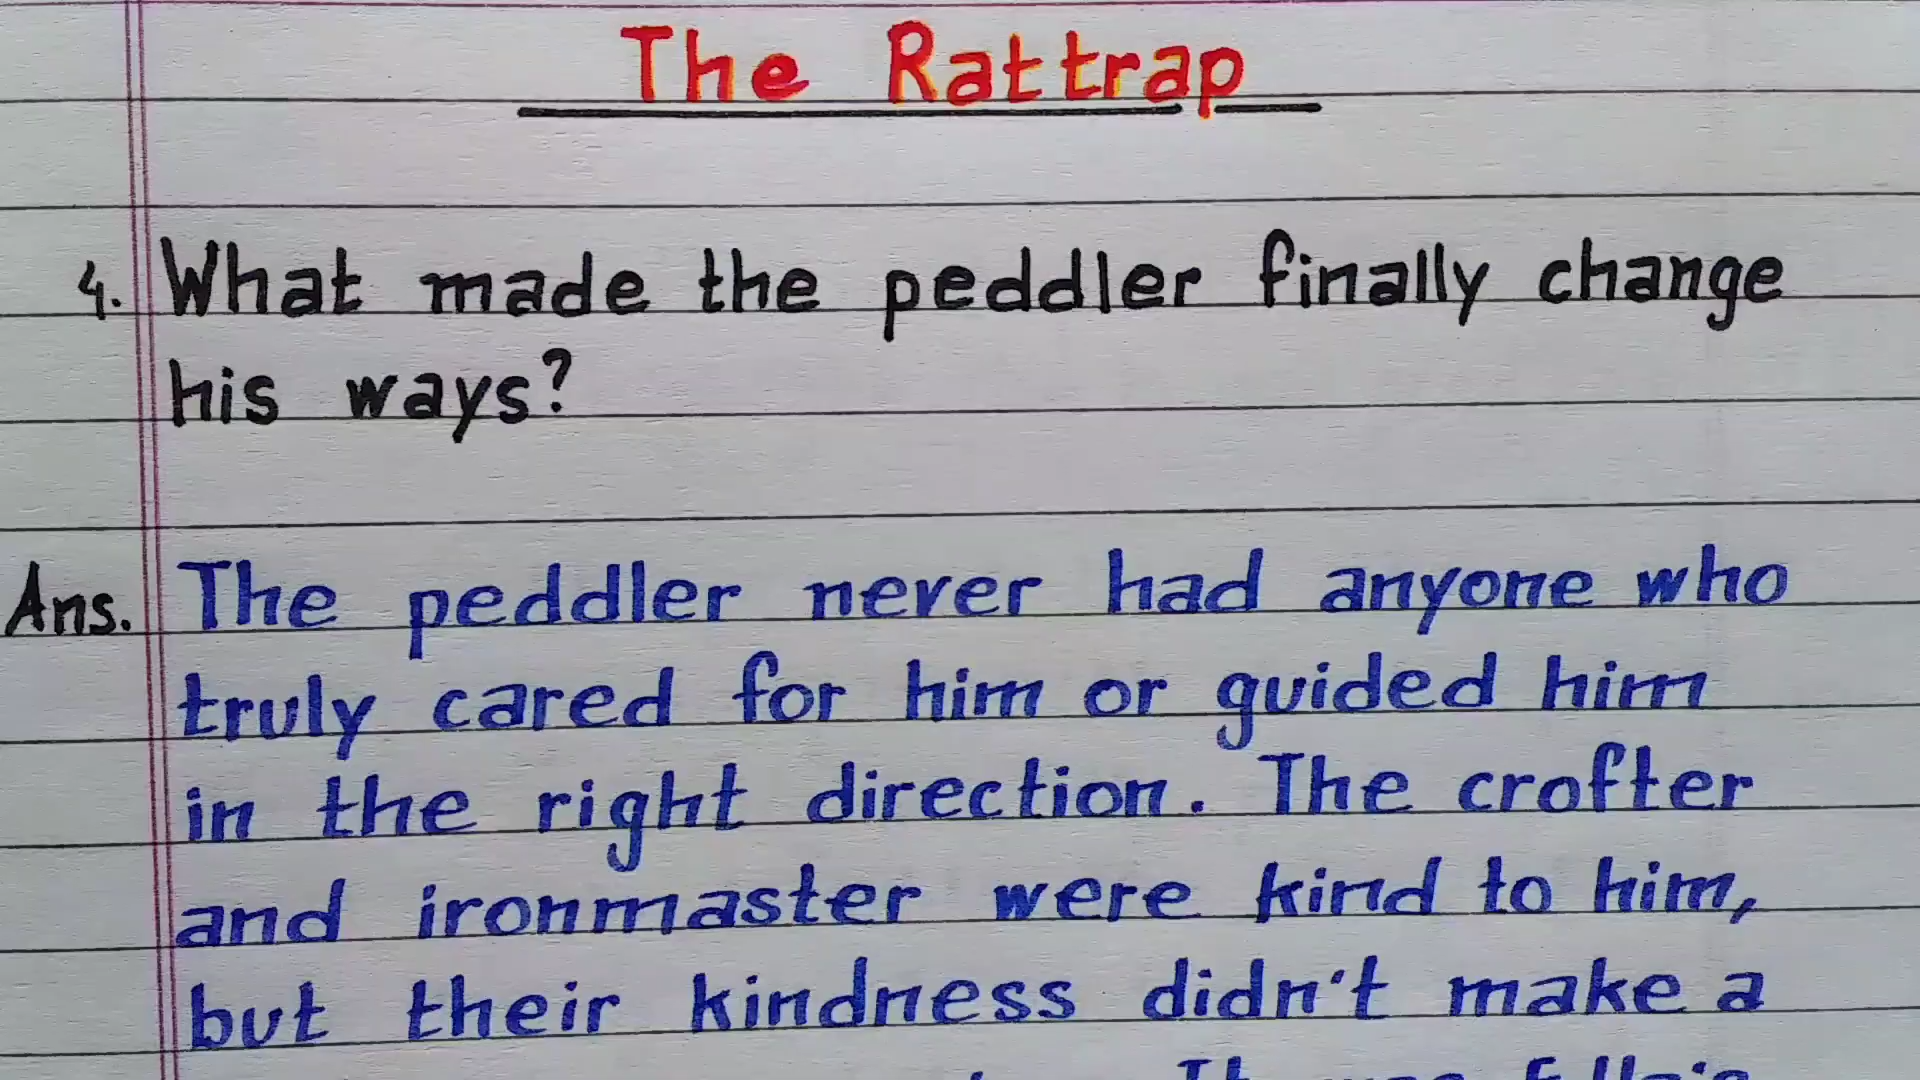 The Rattrap
4. What made the peddler finally change
his ways?
Ans. The peddler never had anyone who
truly cared for him or guided him
in the right direction. The crofter
and ironmaster were kind to him,
but their kindness didn't make a
It was